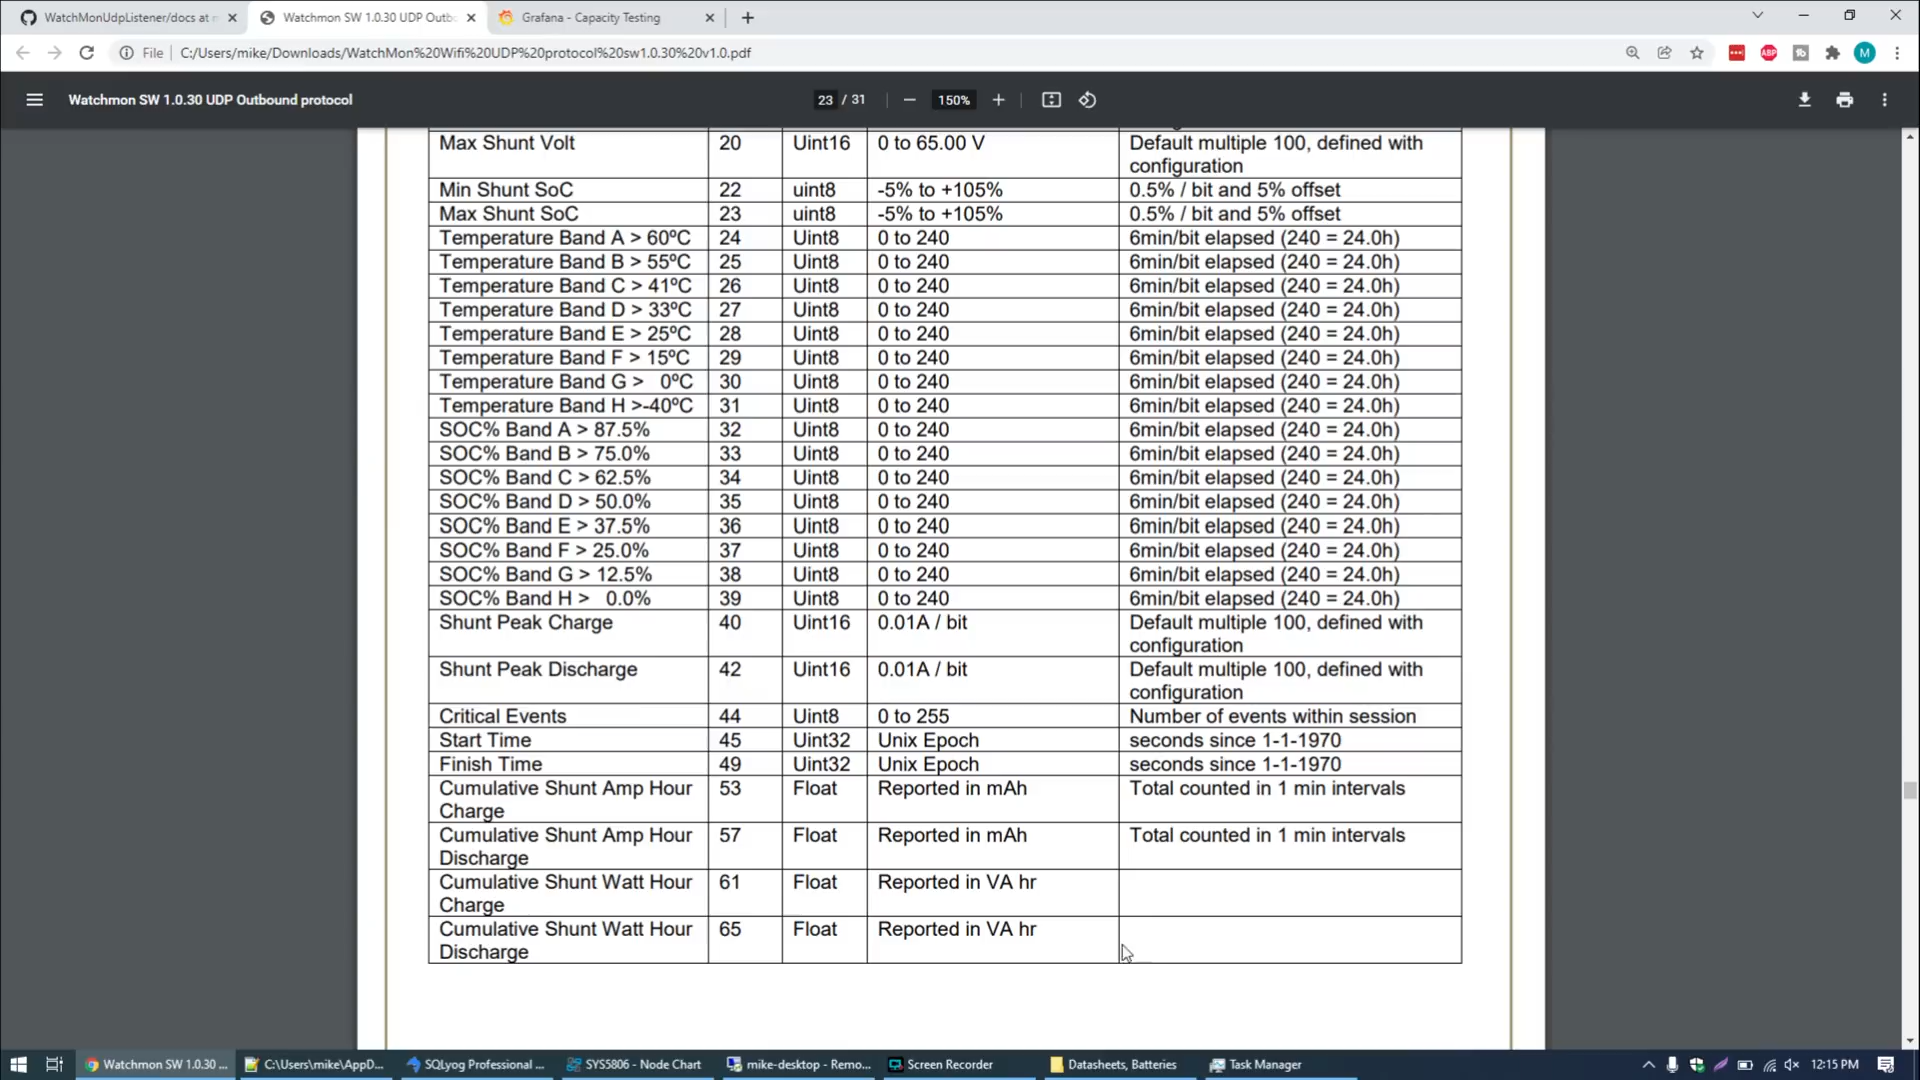 WatchMonUdpListener/docs at m
Watchmon SW 1.0.30 UDP Outbo
Grafana - Capacity Testing
File
C:/Users/mike/Downloads/WatchMon%20Wifi%20UDP%20protocol%20sw1.0.30%20v1.0.pdf
ABP
M
Watchmon SW 1.0.30 UDP Outbound protocol
23 / 31
150%
Max Shunt Volt 20 Uint16 0 to 65.00 V Default multiple 100, defined with
configuration
Min Shunt SoC 22 uint8 -5% to +105% 0.5% / bit and 5% offset
Max Shunt SoC 23 uint8 -5% to +105% 0.5% / bit and 5% offset
Temperature Band A > 60ºC 24 Uint8 0 to 240 6min/bit elapsed (240 = 24.0h)
Temperature Band B > 55ºC 25 Uint8 0 to 240 6min/bit elapsed (240 = 24.0h)
Temperature Band C > 41ºC 26 Uint8 0 to 240 6min/bit elapsed (240 = 24.0h)
Temperature Band D > 33ºC 27 Uint8 0 to 240 6min/bit elapsed (240 = 24.0h)
Temperature Band E > 25ºC 28 Uint8 0 to 240 6min/bit elapsed (240 = 24.0h)
Temperature Band F > 15ºC 29 Uint8 0 to 240 6min/bit elapsed (240 = 24.0h)
Temperature Band G > 0ºC 30 Uint8 0 to 240 6min/bit elapsed (240 = 24.0h)
Temperature Band H >-40ºC 31 Uint8 0 to 240 6min/bit elapsed (240 = 24.0h)
SOC% Band A > 87.5% 32 Uint8 0 to 240 6min/bit elapsed (240 = 24.0h)
SOC% Band B > 75.0% 33 Uint8 0 to 240 6min/bit elapsed (240 = 24.0h)
SOC% Band C > 62.5% 34 Uint8 0 to 240 6min/bit elapsed (240 = 24.0h)
SOC% Band D > 50.0% 35 Uint8 0 to 240 6min/bit elapsed (240 = 24.0h)
SOC% Band E > 37.5% 36 Uint8 0 to 240 6min/bit elapsed (240 = 24.0h)
SOC% Band F > 25.0% 37 Uint8 0 to 240 6min/bit elapsed (240 = 24.0h)
SOC% Band G > 12.5% 38 Uint8 0 to 240 6min/bit elapsed (240 = 24.0h)
SOC% Band H > 0.0% 39 Uint8 0 to 240 6min/bit elapsed (240 = 24.0h)
Shunt Peak Charge 40 Uint16 0.01A / bit Default multiple 100, defined with
configuration
Shunt Peak Discharge 42 Uint16 0.01A / bit Default multiple 100, defined with
configuration
Critical Events 44 Uint8 0 to 255 Number of events within session
Start Time 45 Uint32 Unix Epoch seconds since 1-1-1970
Finish Time 49 Uint32 Unix Epoch seconds since 1-1-1970
Cumulative Shunt Amp Hour 53 Float Reported in mAh Total counted in 1 min intervals
Charge
Cumulative Shunt Amp Hour 57 Float Reported in mAh Total counted in 1 min intervals
Discharge
Cumulative Shunt Watt Hour 61 Float Reported in VA hr
Charge
Cumulative Shunt Watt Hour 65 Float Reported in VA hr
Discharge
Watchmon SW 1.0.30 ...
C:\Users\mike\AppD...
SQLyog Professional ...
SYS5806 - Node Chart
mike-desktop - Remo...
Screen Recorder
Datasheets, Batteries
Task Manager
12:15 PM